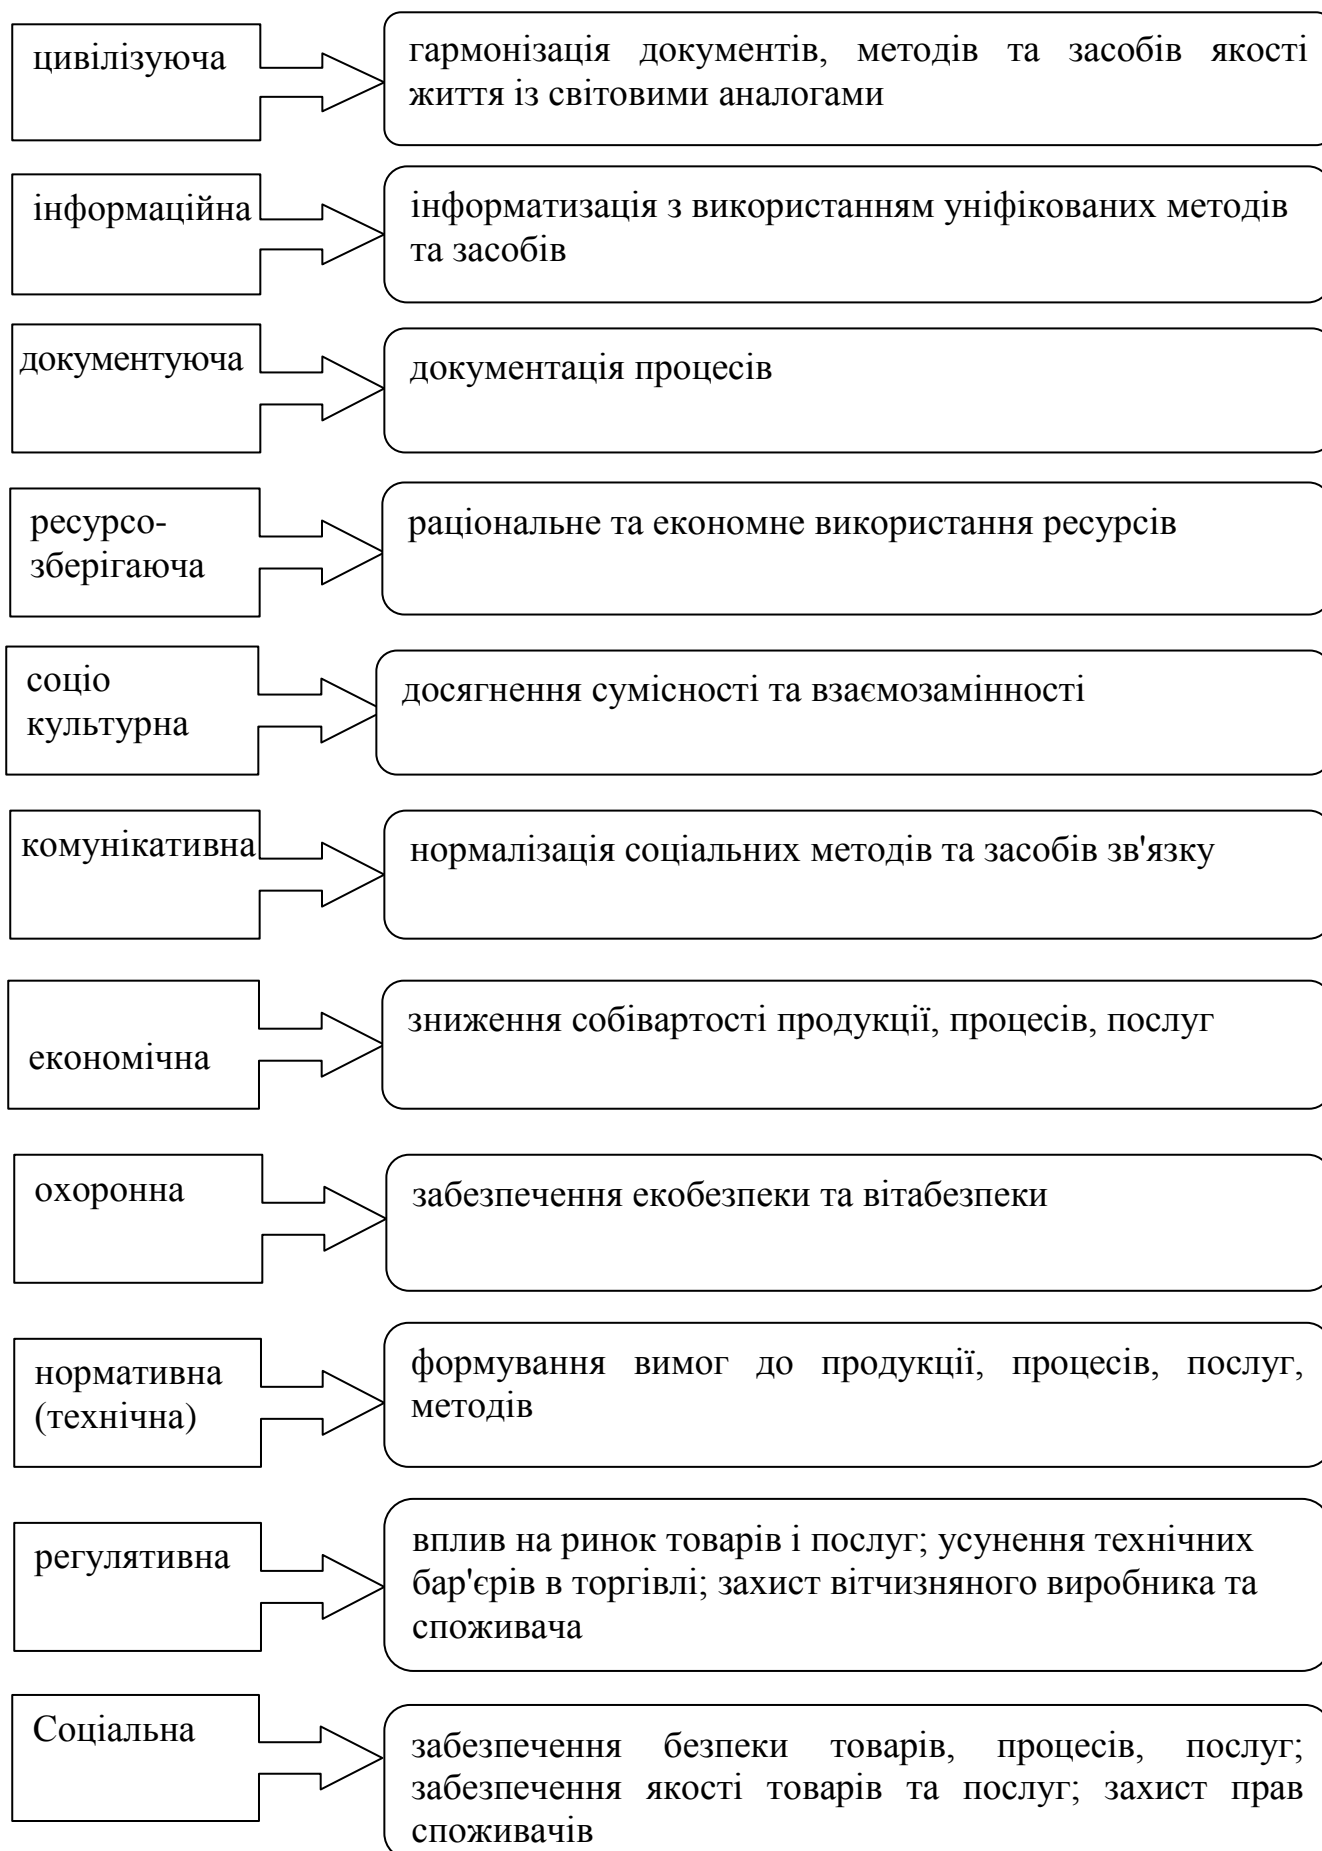 цивілізуюча
гармонізація документів, методів та засобів якості
життя із світовими аналогами
інформаційна
інформатизація з використанням уніфікованих методів
та засобів
документуюча
документація процесів
ресурсо-
зберігаюча
раціональне та економне використання ресурсів
соціо
культурна
досягнення сумісності та взаємозамінності
комунікативна
нормалізація соціальних методів та засобів зв'язку
економічна
зниження собівартості продукції, процесів, послуг
охоронна
забезпечення екобезпеки та вітабезпеки
нормативна
(технічна)
формування вимог до продукції, процесів, послуг,
методів
регулятивна
вплив на ринок товарів і послуг; усунення технічних
бар'єрів в торгівлі; захист вітчизняного виробника та
споживача
Соціальна
забезпечення безпеки товарів, процесів, послуг;
забезпечення якості товарів та послуг; захист прав
споживачів